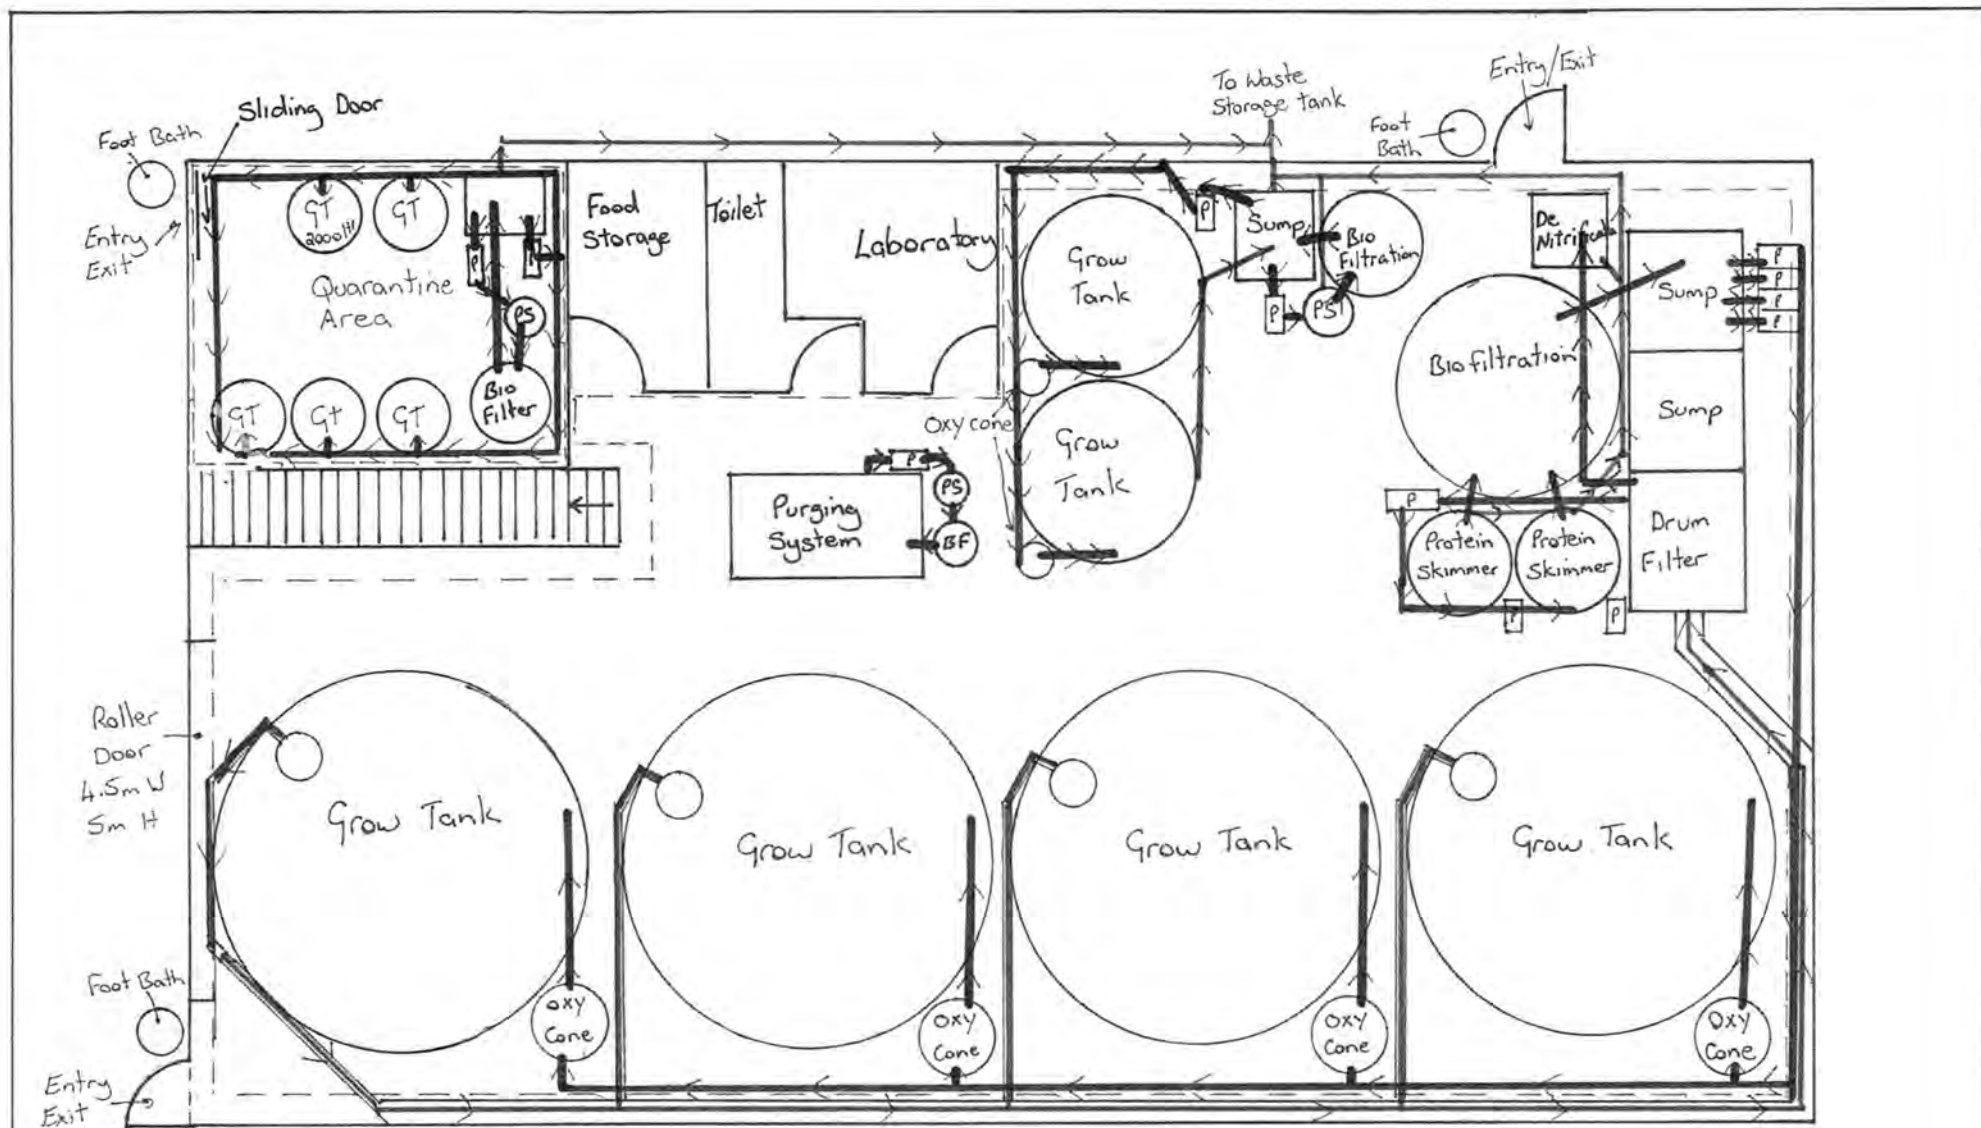 To Waste
Storage tank
Entry/Exit
Sliding Door
Foot Bath
Foot
Bath
GT
2000 ltr
GT
P
P
PS
Quarantine
Area
GT
GT
GT
Bio
Filter
Entry
Exit
Food
Storage
Toilet
Laboratory
Grow
Tank
P
Sump
Bio
Filtration
P
PS
De
Nitrificat
Sump
P
P
P
P
Biofiltration
Sump
Oxy cone
Grow
Tank
Purging
System
P
PS
BF
P
Protein
Skimmer
Protein
Skimmer
P
P
Drum
Filter
Roller
Door
4.5m W
5m H
Grow Tank
Grow Tank
Grow Tank
Grow Tank
Foot Bath
Oxy
Cone
Oxy
Cone
Oxy
Cone
Oxy
Cone
Entry
Exit